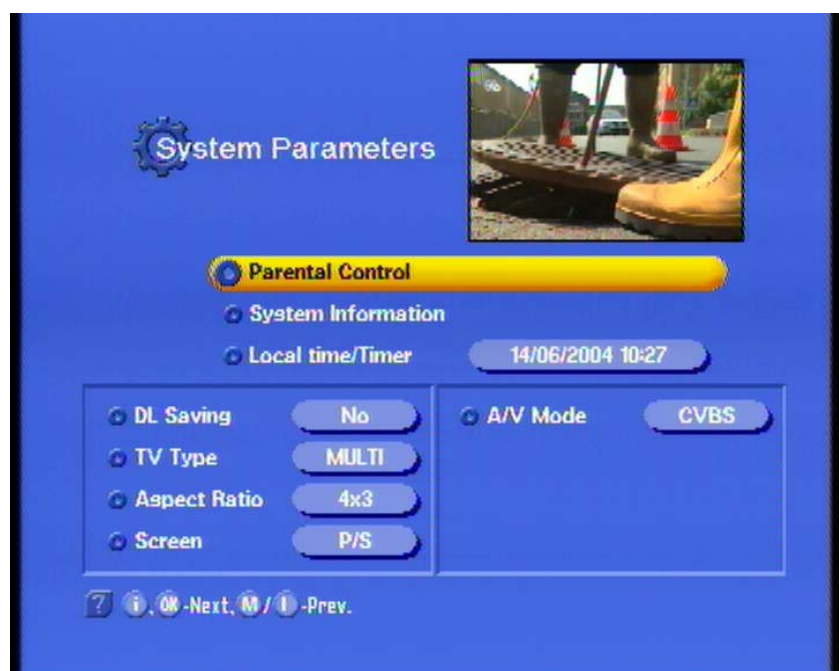 System Parameters
Parental Control
System Information
Local time/Timer 14/06/2004 10:27
DL Saving No
A/V Mode CVBS
TV Type MULTI
Aspect Ratio 4x3
Screen P/S
? i, OK-Next, M/I-Prev.